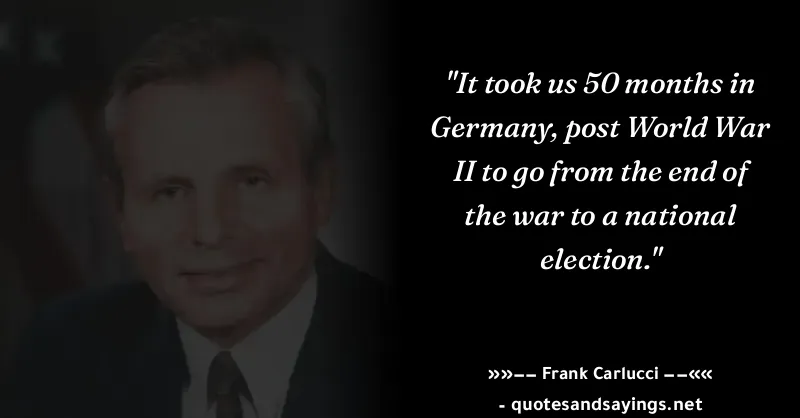 "It took us 50 months in
Germany, post World War
II to go from the end of
the war to a national
election."
»»−− Frank Carlucci −−««
- quotesandsayings.net